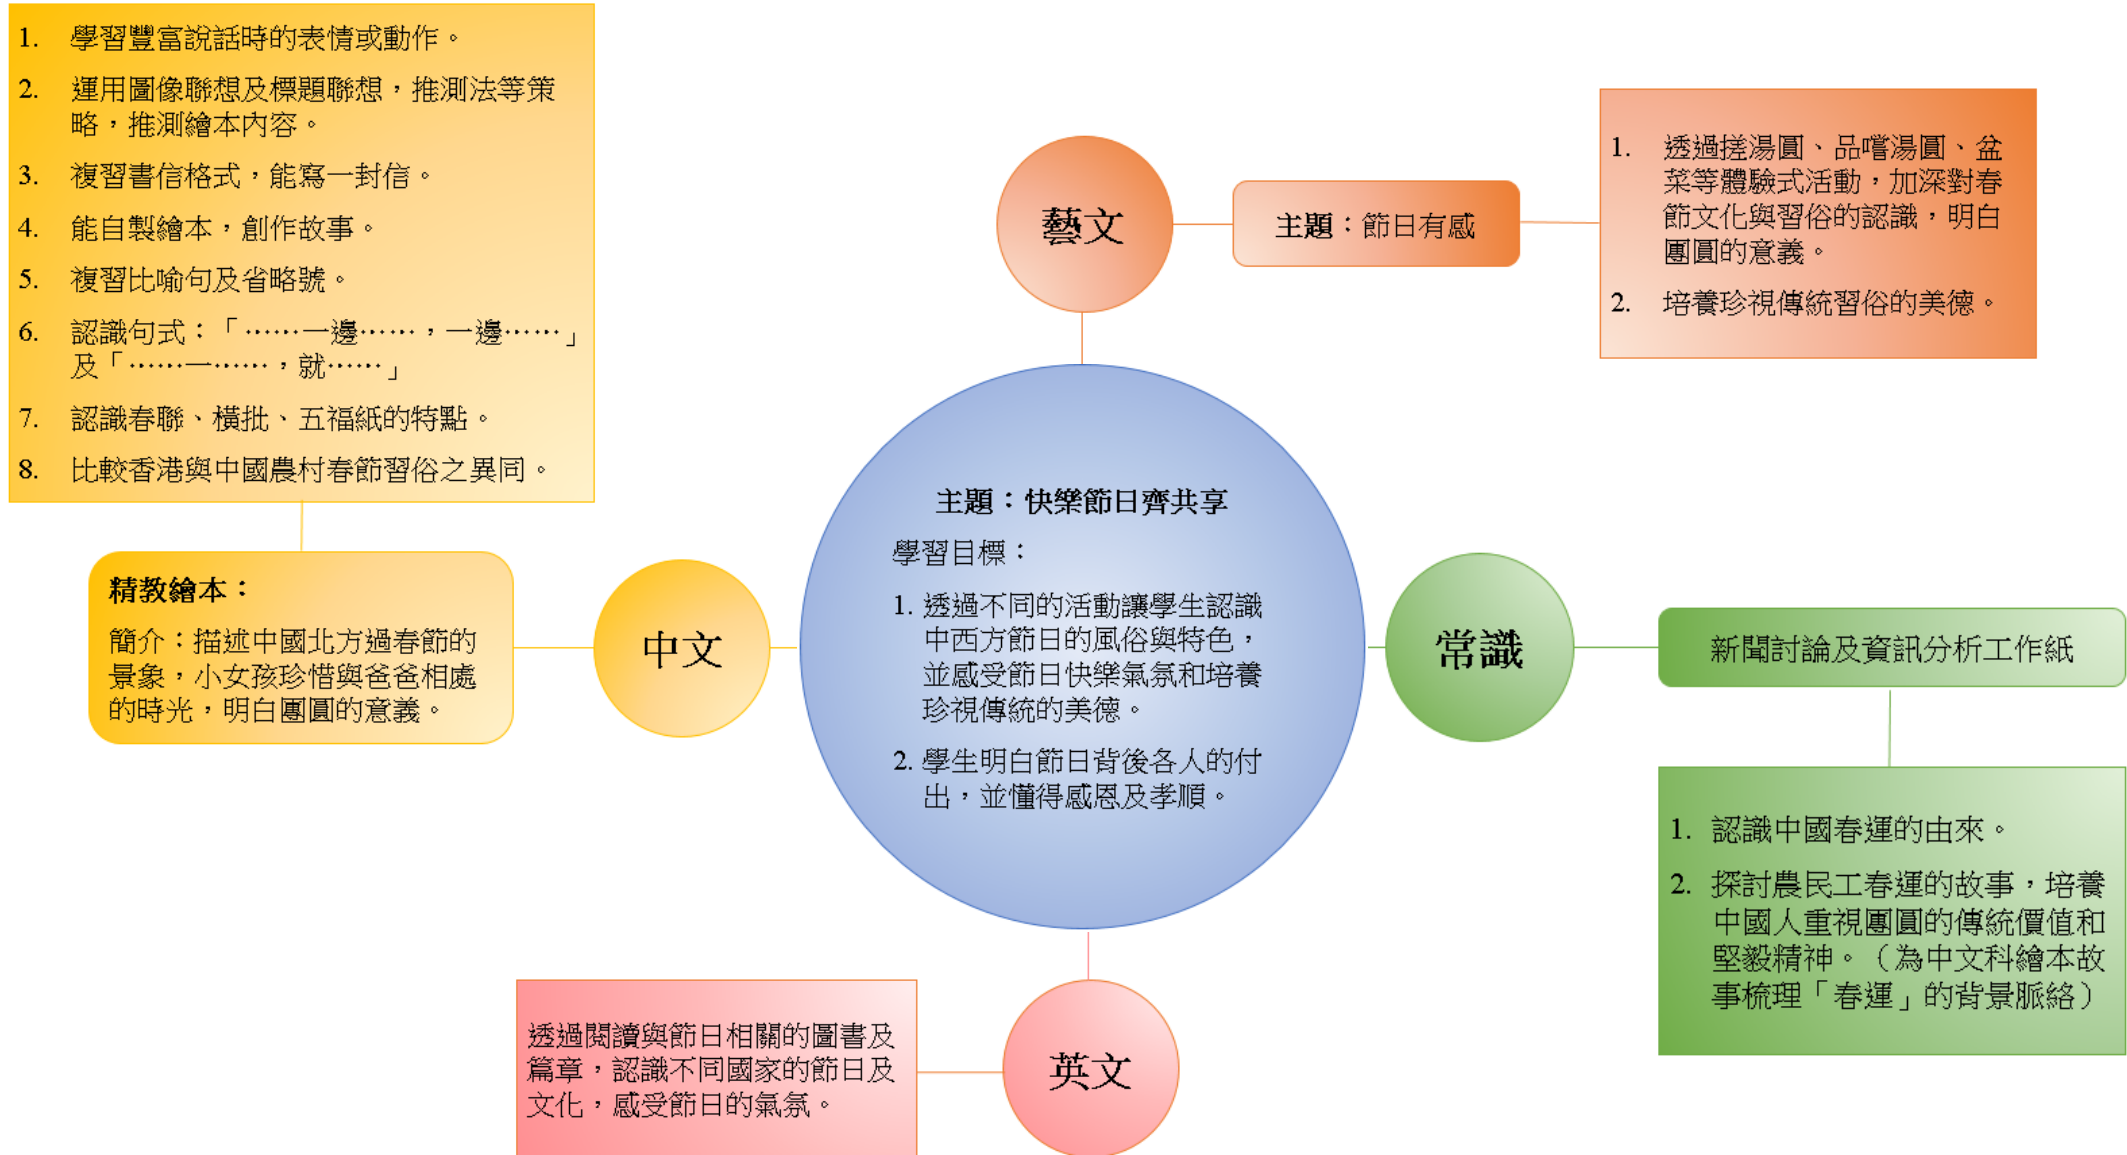 1. 學習豐富說話時的表情或動作。
2. 運用圖像聯想及標題聯想，推測法等策
略，推測繪本內容。
3. 複習書信格式，能寫一封信。
4. 能自製繪本，創作故事。
5. 複習比喻句及省略號。
6. 認識句式：「……一邊……，一邊……」
及「……一……，就……」
7. 認識春聯、橫批、五福紙的特點。
8. 比較香港與中國農村春節習俗之異同。
精教繪本：
簡介：描述中國北方過春節的
景象，小女孩珍惜與爸爸相處
的時光，明白團圓的意義。
中文
藝文
主題：節日有感
1. 透過搓湯圓、品嚐湯圓、盆
菜等體驗式活動，加深對春
節文化與習俗的認識，明白
團圓的意義。
2. 培養珍視傳統習俗的美德。
主題：快樂節日齊共享
學習目標：
1. 透過不同的活動讓學生認識
中西方節日的風俗與特色，
並感受節日快樂氣氛和培養
珍視傳統的美德。
2. 學生明白節日背後各人的付
出，並懂得感恩及孝順。
常識
新聞討論及資訊分析工作紙
1. 認識中國春運的由來。
2. 探討農民工春運的故事，培養
中國人重視團圓的傳統價值和
堅毅精神。（為中文科繪本故
事梳理「春運」的背景脈絡）
英文
透過閱讀與節日相關的圖書及
篇章，認識不同國家的節日及
文化，感受節日的氣氛。